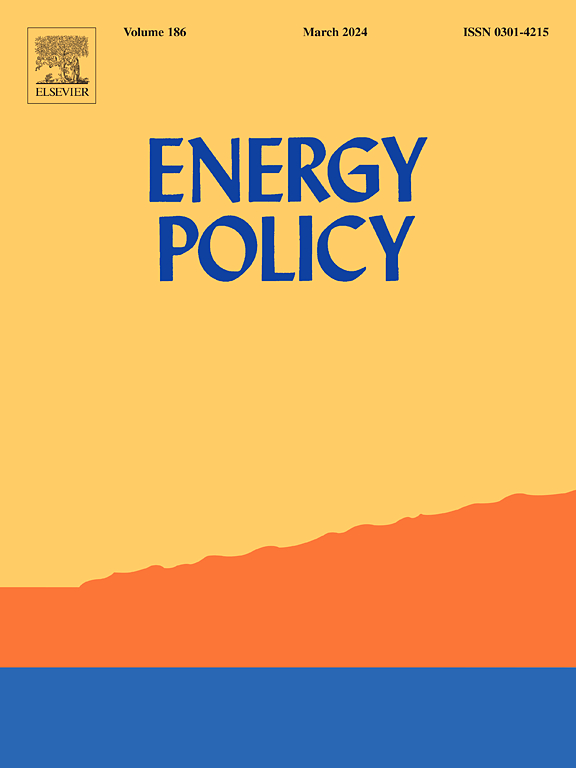 Volume 186 March 2024 ISSN 0301-4215
ELSEVIER
ENERGY
POLICY